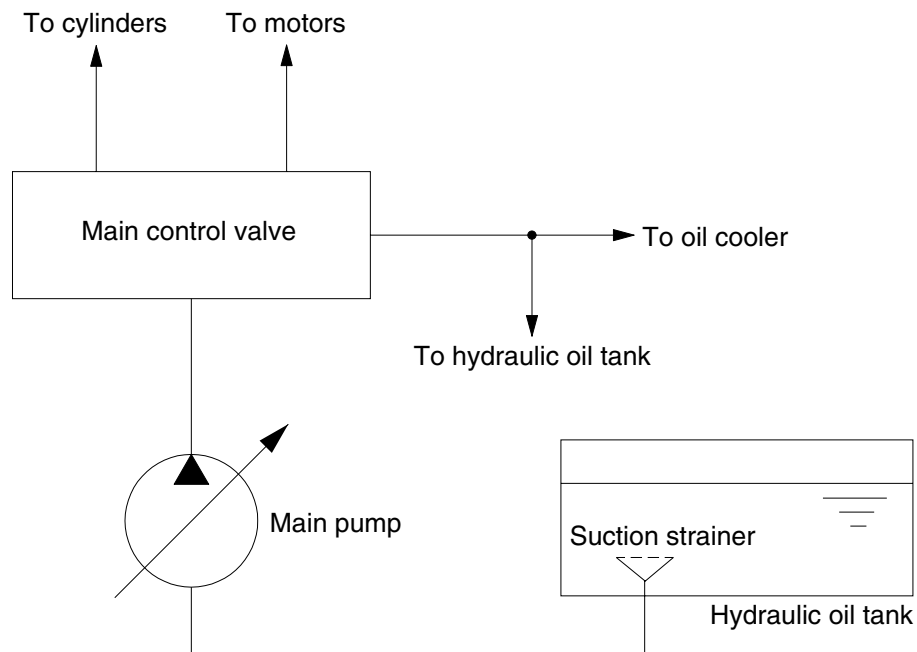 To cylinders
To motors
Main control valve
To oil cooler
To hydraulic oil tank
Main pump
Suction strainer
Hydraulic oil tank